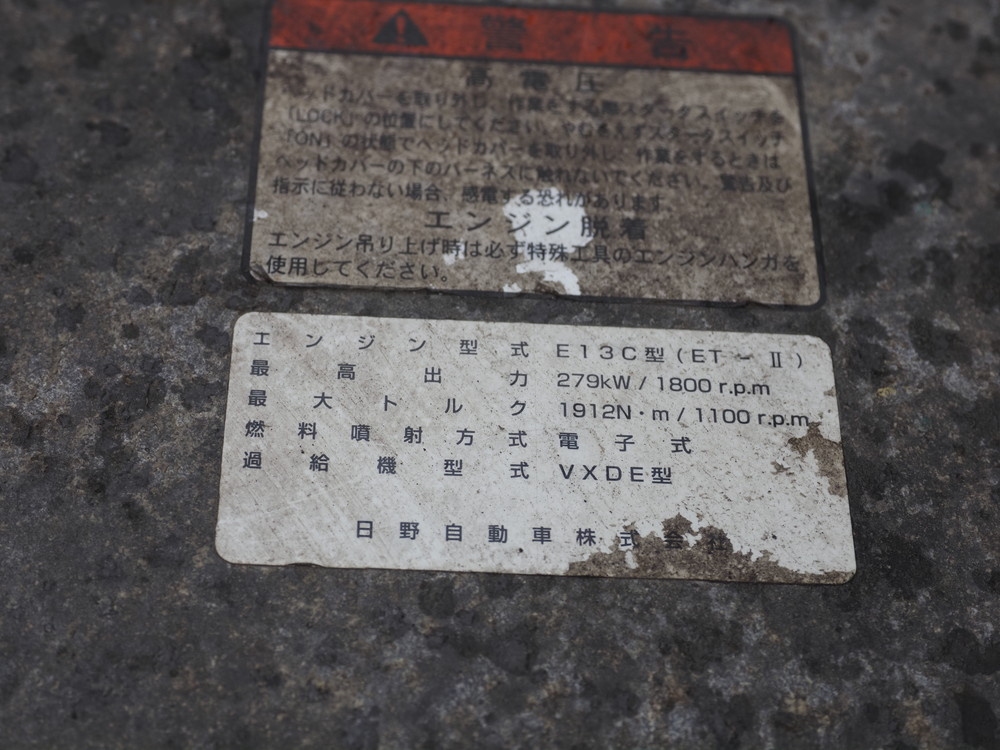 警告
高電圧
ヘッドカバーを取り外し、作業をする際スタータスイッチを
「LOCK」の位置にしてください。やむをえずスタータスイッチ
「ON」の状態でヘッドカバーを取り外し、作業をするときは
ヘッドカバーの下のハーネスに触れないでください。警告及び
指示に従わない場合、感電する恐れがあります。
エンジン脱着
エンジン吊り上げ時は必ず特殊工具のエンジンハンガを
使用してください。
エンジン型式 E13C型(ET-Ⅱ)
最高出力 279kW/1800r.p.m
最大トルク 1912N・m/1100r.p.m
燃料噴射方式 電子式
過給機型式 VXDE型
日野自動車株式会社